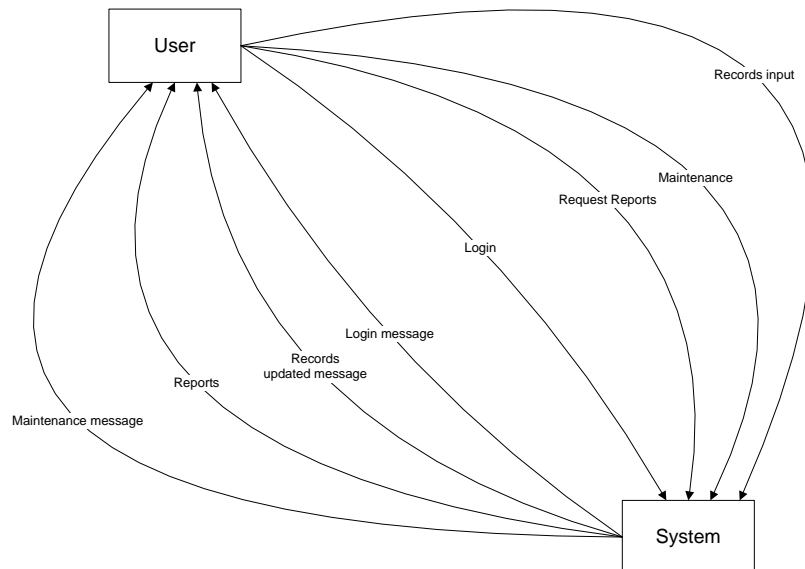 User
Records input
Maintenance
Request Reports
Login
Login message
Records
updated message
Reports
Maintenance message
System